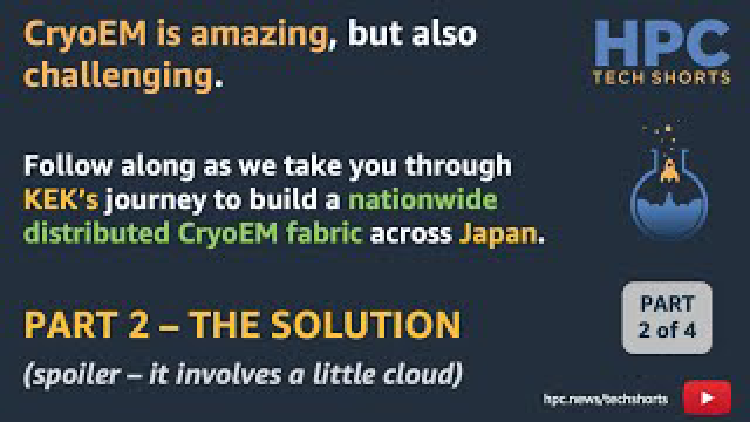 CryoEM is amazing, but also
challenging.
HPC
TECH SHORTS
Follow along as we take you through
KEK's journey to build a nationwide
distributed CryoEM fabric across Japan.
PART 2 – THE SOLUTION
(spoiler – it involves a little cloud)
PART
2 of 4
hpc.news/techshorts